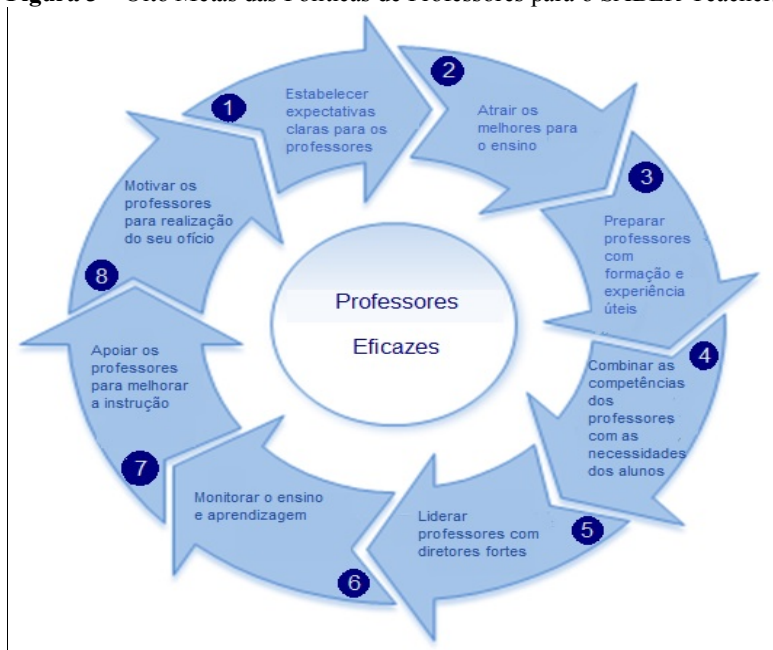 1
Estabelecer
expectativas
claras para os
professores
2
Atrair os
melhores para
o ensino
3
Preparar
professores
com
formação e
experiência
úteis
4
Combinar as
competências
dos
professores
com as
necessidades
dos alunos
5
Liderar
professores com
diretores fortes
6
Monitorar o ensino
e aprendizagem
7
Apoiar os
professores
para melhorar
a instrução
8
Motivar os
professores
para realização
do seu ofício
Professores
Eficazes